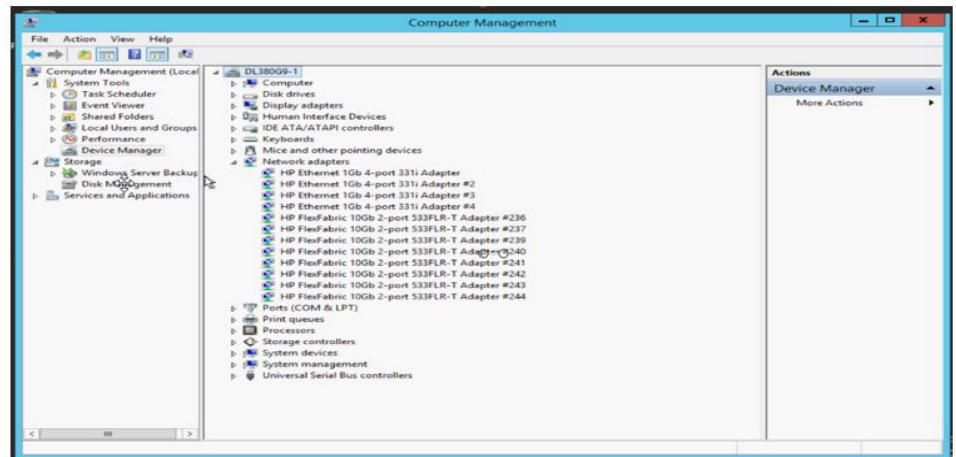 Computer Management
File Action View Help
Computer Management (Local
System Tools
Task Scheduler
Event Viewer
Shared Folders
Local Users and Groups
Performance
Device Manager
Storage
Windows Server Backup
Disk Management
Services and Applications
DL380G9-1
Computer
Disk drives
Display adapters
Human Interface Devices
IDE ATA/ATAPI controllers
Keyboards
Mice and other pointing devices
Network adapters
HP Ethernet 1Gb 4-port 331i Adapter
HP Ethernet 1Gb 4-port 331i Adapter #2
HP Ethernet 1Gb 4-port 331i Adapter #3
HP Ethernet 1Gb 4-port 331i Adapter #4
HP FlexFabric 10Gb 2-port 533FLR-T Adapter #236
HP FlexFabric 10Gb 2-port 533FLR-T Adapter #237
HP FlexFabric 10Gb 2-port 533FLR-T Adapter #239
HP FlexFabric 10Gb 2-port 533FLR-T Adapter #240
HP FlexFabric 10Gb 2-port 533FLR-T Adapter #241
HP FlexFabric 10Gb 2-port 533FLR-T Adapter #242
HP FlexFabric 10Gb 2-port 533FLR-T Adapter #243
HP FlexFabric 10Gb 2-port 533FLR-T Adapter #244
Ports (COM & LPT)
Print queues
Processors
Storage controllers
System devices
System management
Universal Serial Bus controllers
Actions
Device Manager
More Actions